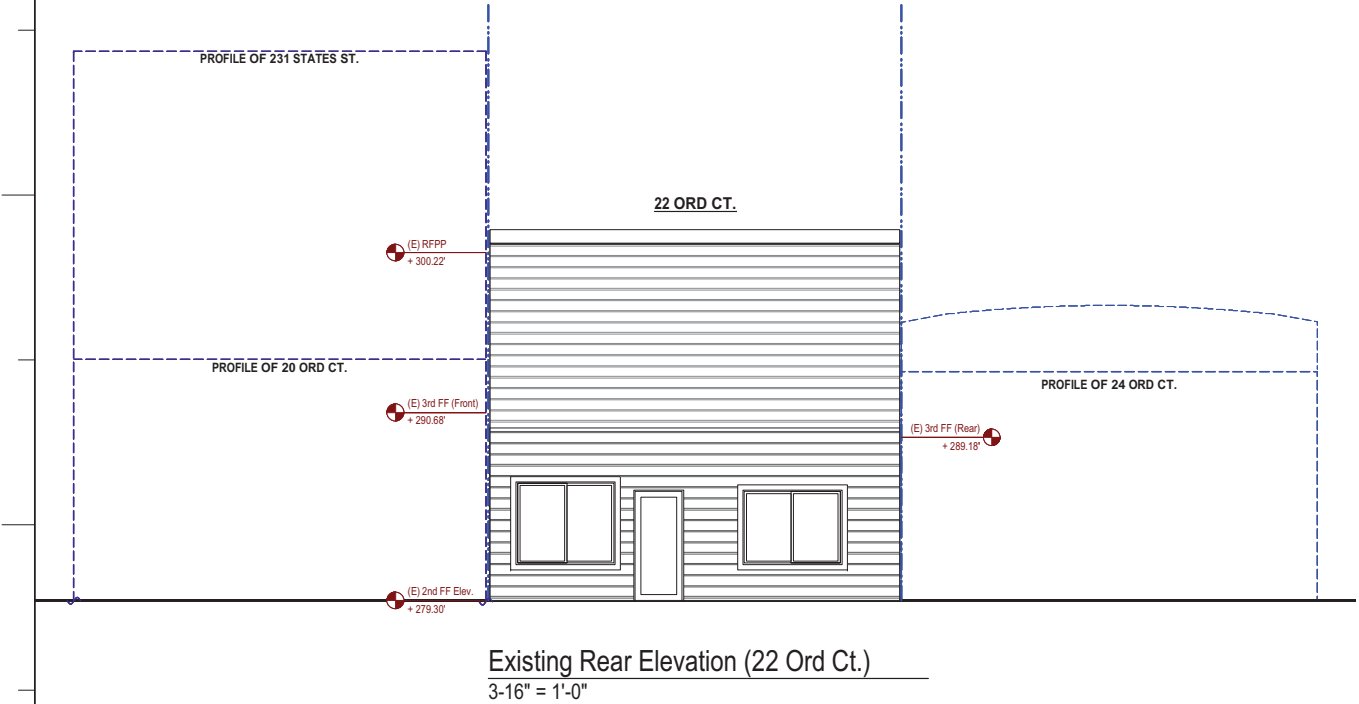 PROFILE OF 231 STATES ST.
22 ORD CT.
(E) RFPP
+ 300.22'
PROFILE OF 20 ORD CT.
PROFILE OF 24 ORD CT.
(E) 3rd FF (Front)
+ 290.68'
(E) 3rd FF (Rear)
+ 289.18'
(E) 2nd FF Elev.
+ 279.30'
Existing Rear Elevation (22 Ord Ct.)
3-16" = 1'-0"